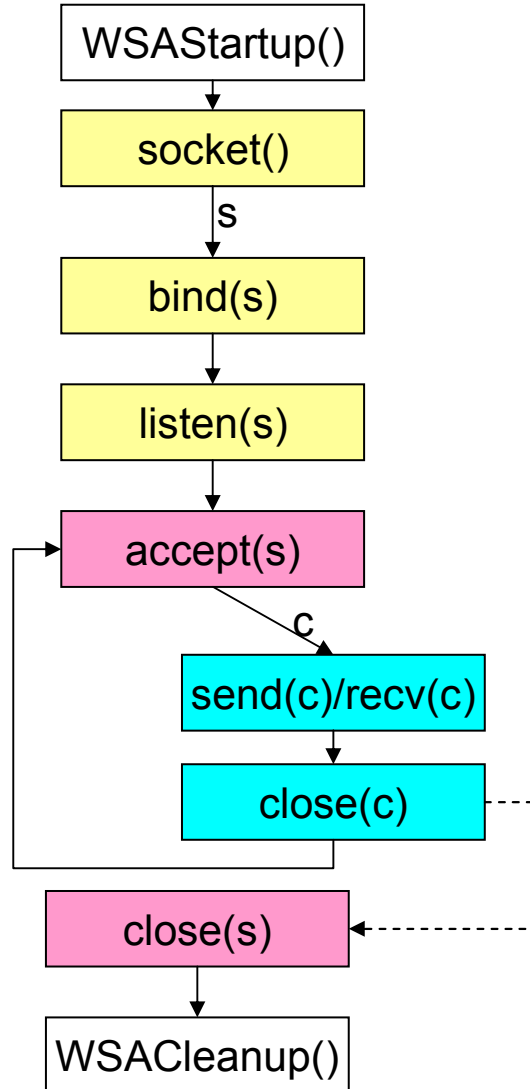 WSAStartup()
socket()
s
bind(s)
listen(s)
accept(s)
c
send(c)/recv(c)
close(c)
close(s)
WSACleanup()